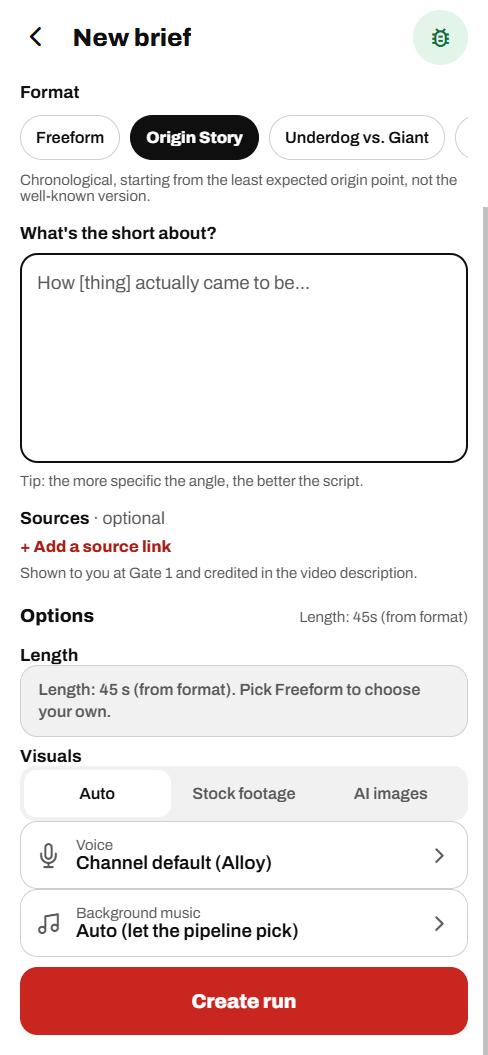 New brief
Format
Freeform
Origin Story
Underdog vs. Giant
Chronological, starting from the least expected origin point, not the
well-known version.
What's the short about?
How [thing] actually came to be...
Tip: the more specific the angle, the better the script.
Sources · optional
+ Add a source link
Shown to you at Gate 1 and credited in the video description.
Options
Length: 45s (from format)
Length
Length: 45 s (from format). Pick Freeform to choose
your own.
Visuals
Auto
Stock footage
AI images
Voice
Channel default (Alloy)
Background music
Auto (let the pipeline pick)
Create run